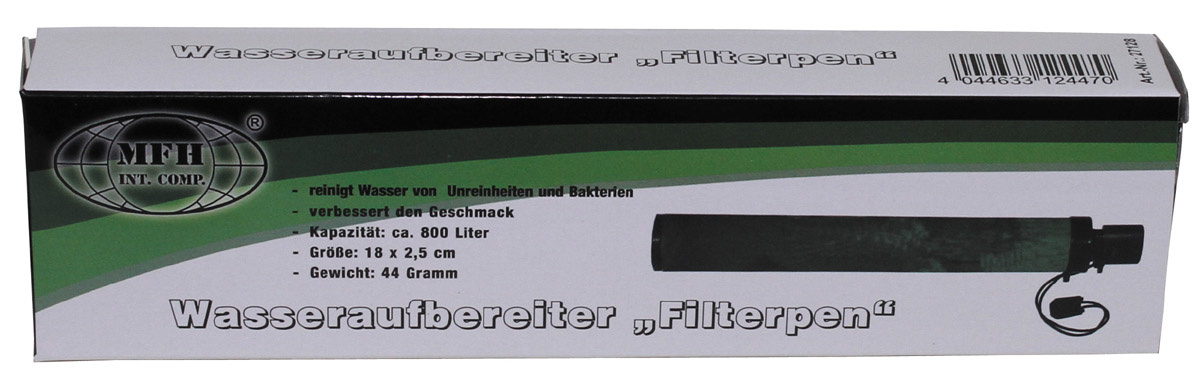 Wasseraufbereiter „Filterpen“
4 044633 124470
Art.-Nr.: 27128
MFH ®
INT. COMP.
- reinigt Wasser von Unreinheiten und Bakterien
- verbessert den Geschmack
- Kapazität: ca. 800 Liter
- Größe: 18 x 2,5 cm
- Gewicht: 44 Gramm
Wasseraufbereiter „Filterpen“